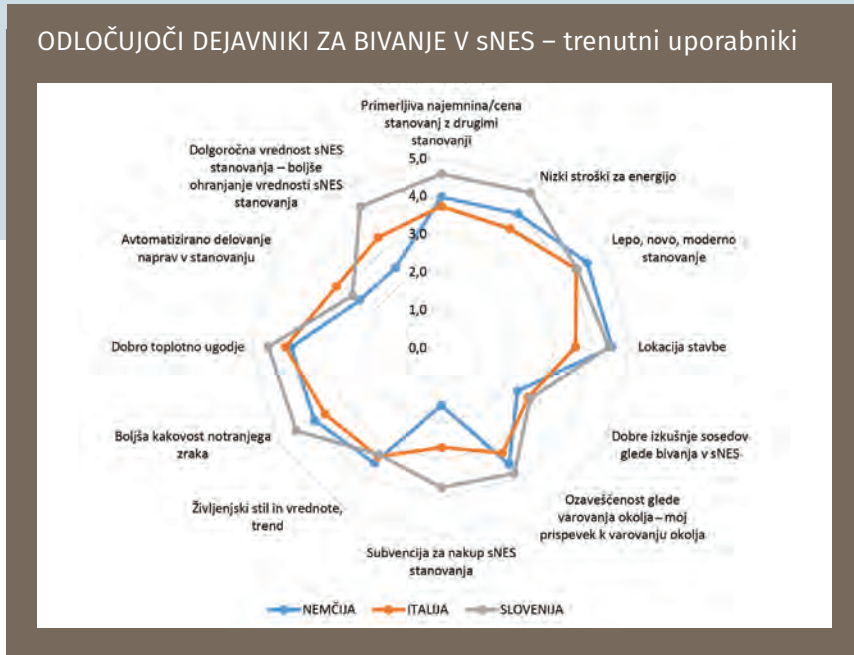 ODLOČUJOČI DEJAVNIKI ZA BIVANJE V sNES – trenutni uporabniki
Primerljiva najemnina/cena
stanovanj z drugimi
stanovanji
Dolgoročna vrednost sNES
stanovanja – boljše
ohranjanje vrednosti sNES
stanovanja
Nizki stroški za energijo
Avtomatizirano delovanje
naprav v stanovanju
Lepo, novo, moderno
stanovanje
5,0
4,0
3,0
2,0
1,0
0,0
Dobro toplotno ugodje
Lokacija stavbe
Boljša kakovost notranjega
zraka
Dobre izkušnje sosedov
glede bivanja v sNES
Življenjski stil in vrednote,
trend
Ozaveščenost glede
varovanja okolja – moj
prispevek k varovanju okolja
Subvencija za nakup sNES
stanovanja
NEMČIJA
ITALIJA
SLOVENIJA